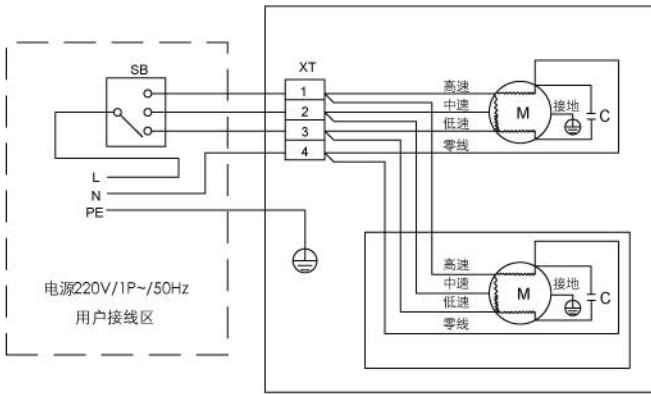 SB
XT
1
2
3
4
高速
中速
低速
零线
M
接地
C
L
N
PE
电源220V/1P~/50Hz
用户接线区
高速
中速
低速
零线
M
接地
C